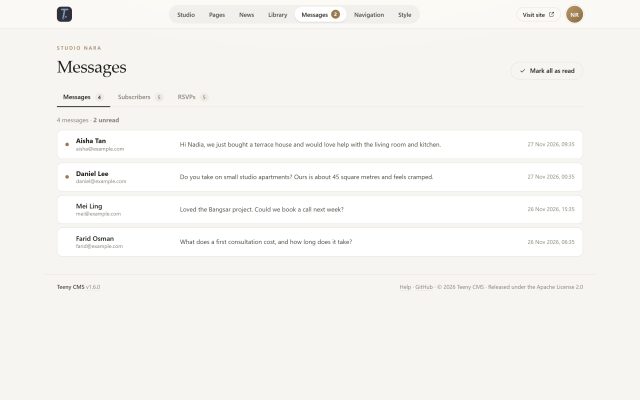 T.
Studio Pages News Library Messages 2 Navigation Style
Visit site
NR
STUDIO NARA
Messages
Mark all as read
Messages 4 Subscribers 5 RSVPs 5
4 messages · 2 unread
Aisha Tan
aisha@example.com
Hi Nadia, we just bought a terrace house and would love help with the living room and kitchen.
27 Nov 2026, 09:35
Daniel Lee
daniel@example.com
Do you take on small studio apartments? Ours is about 45 square metres and feels cramped.
27 Nov 2026, 00:35
Mei Ling
mei@example.com
Loved the Bangsar project. Could we book a call next week?
26 Nov 2026, 15:35
Farid Osman
farid@example.com
What does a first consultation cost, and how long does it take?
26 Nov 2026, 06:35
Teeny CMS v1.6.0
Help · GitHub · © 2026 Teeny CMS · Released under the Apache License 2.0